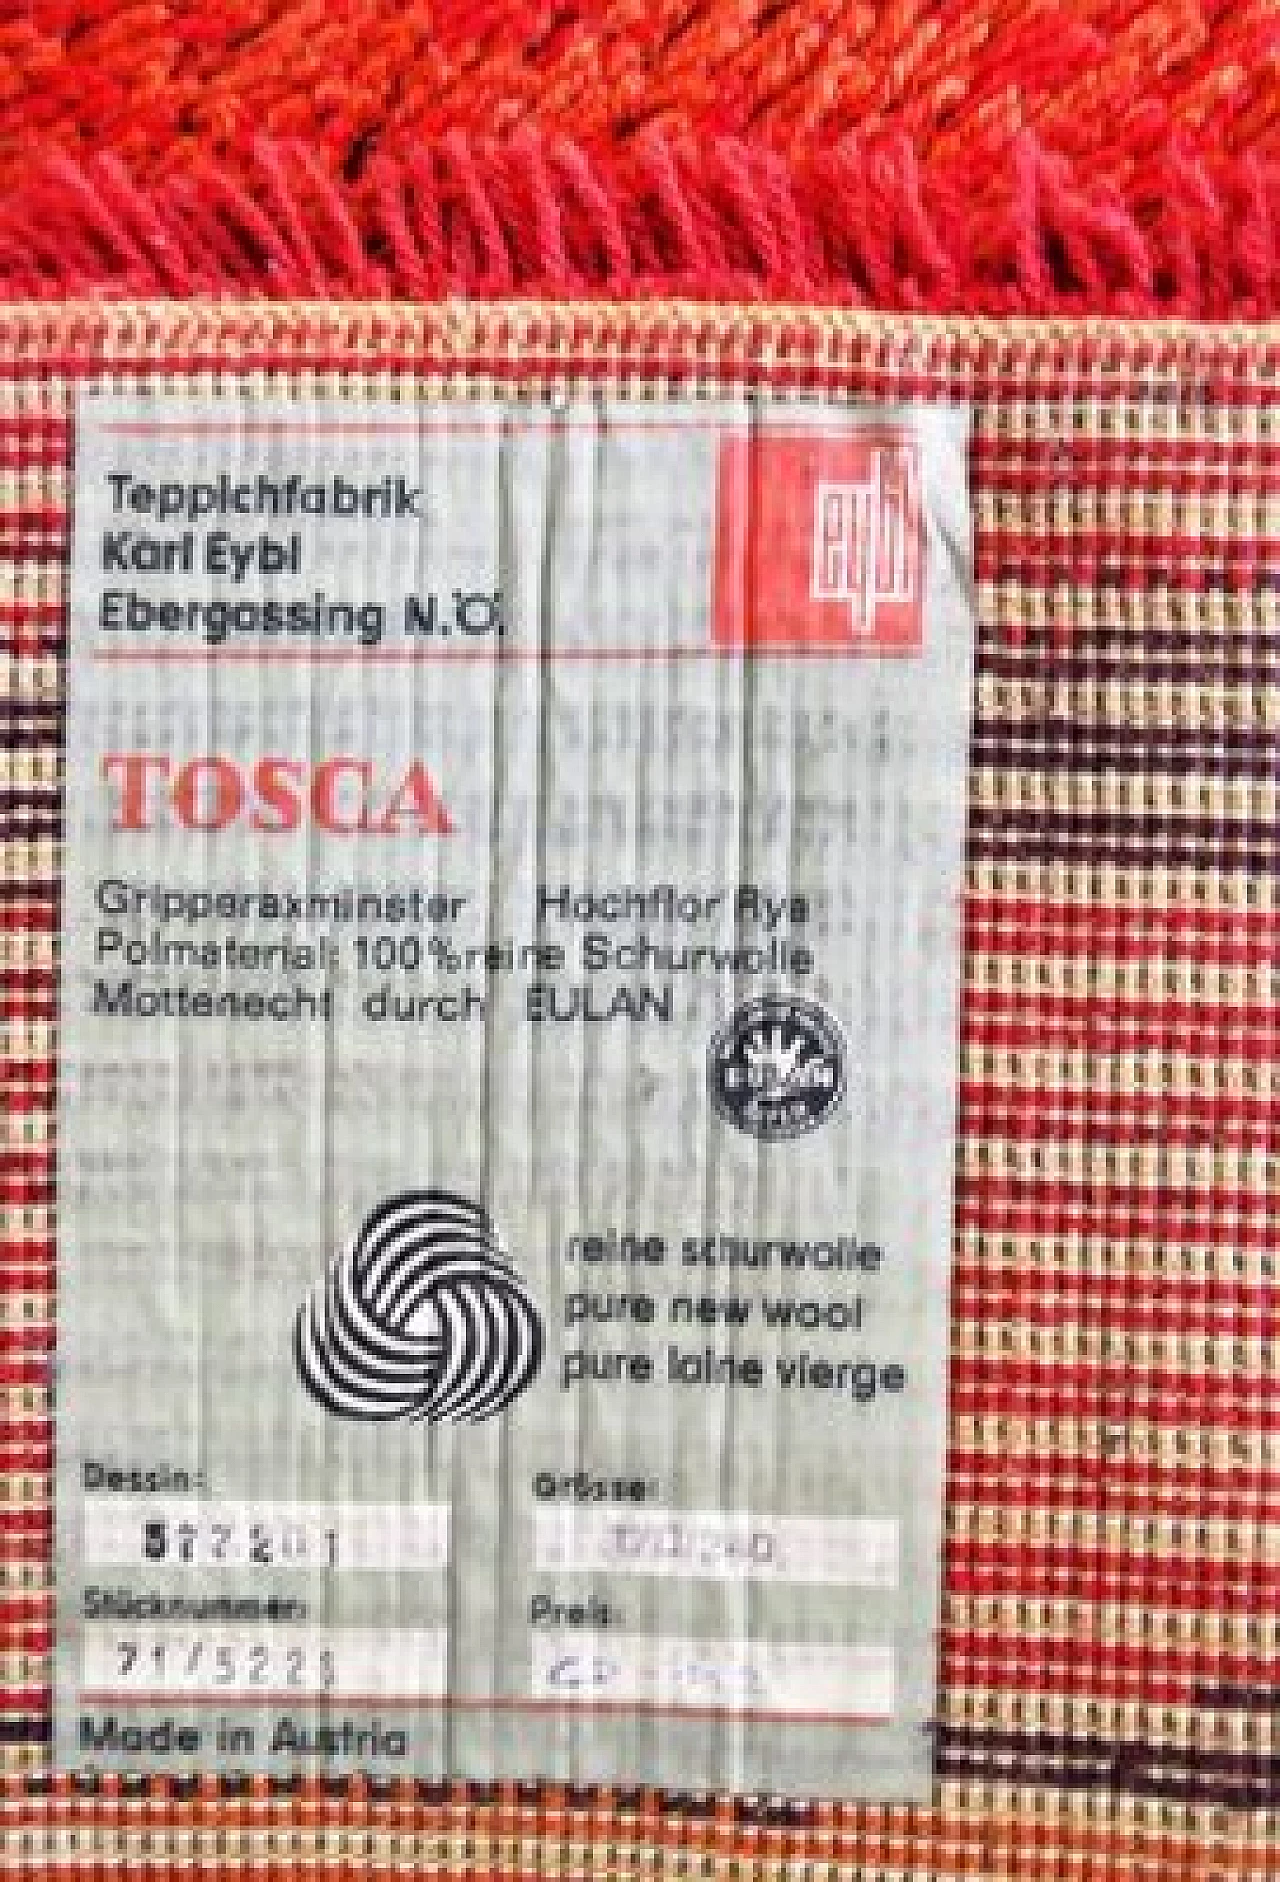 Teppichfabrik
Karl Eybl
Ebergassing N.Ö.
eybl
TOSCA
Gripperaxminster Hochflor Rya
Polmaterial: 100% reine Schurwolle
Mottenecht durch EULAN
EULAN
reine schurwolle
pure new wool
pure laine vierge
Dessin:
Grösse:
Stücknummer:
Preis:
Made in Austria